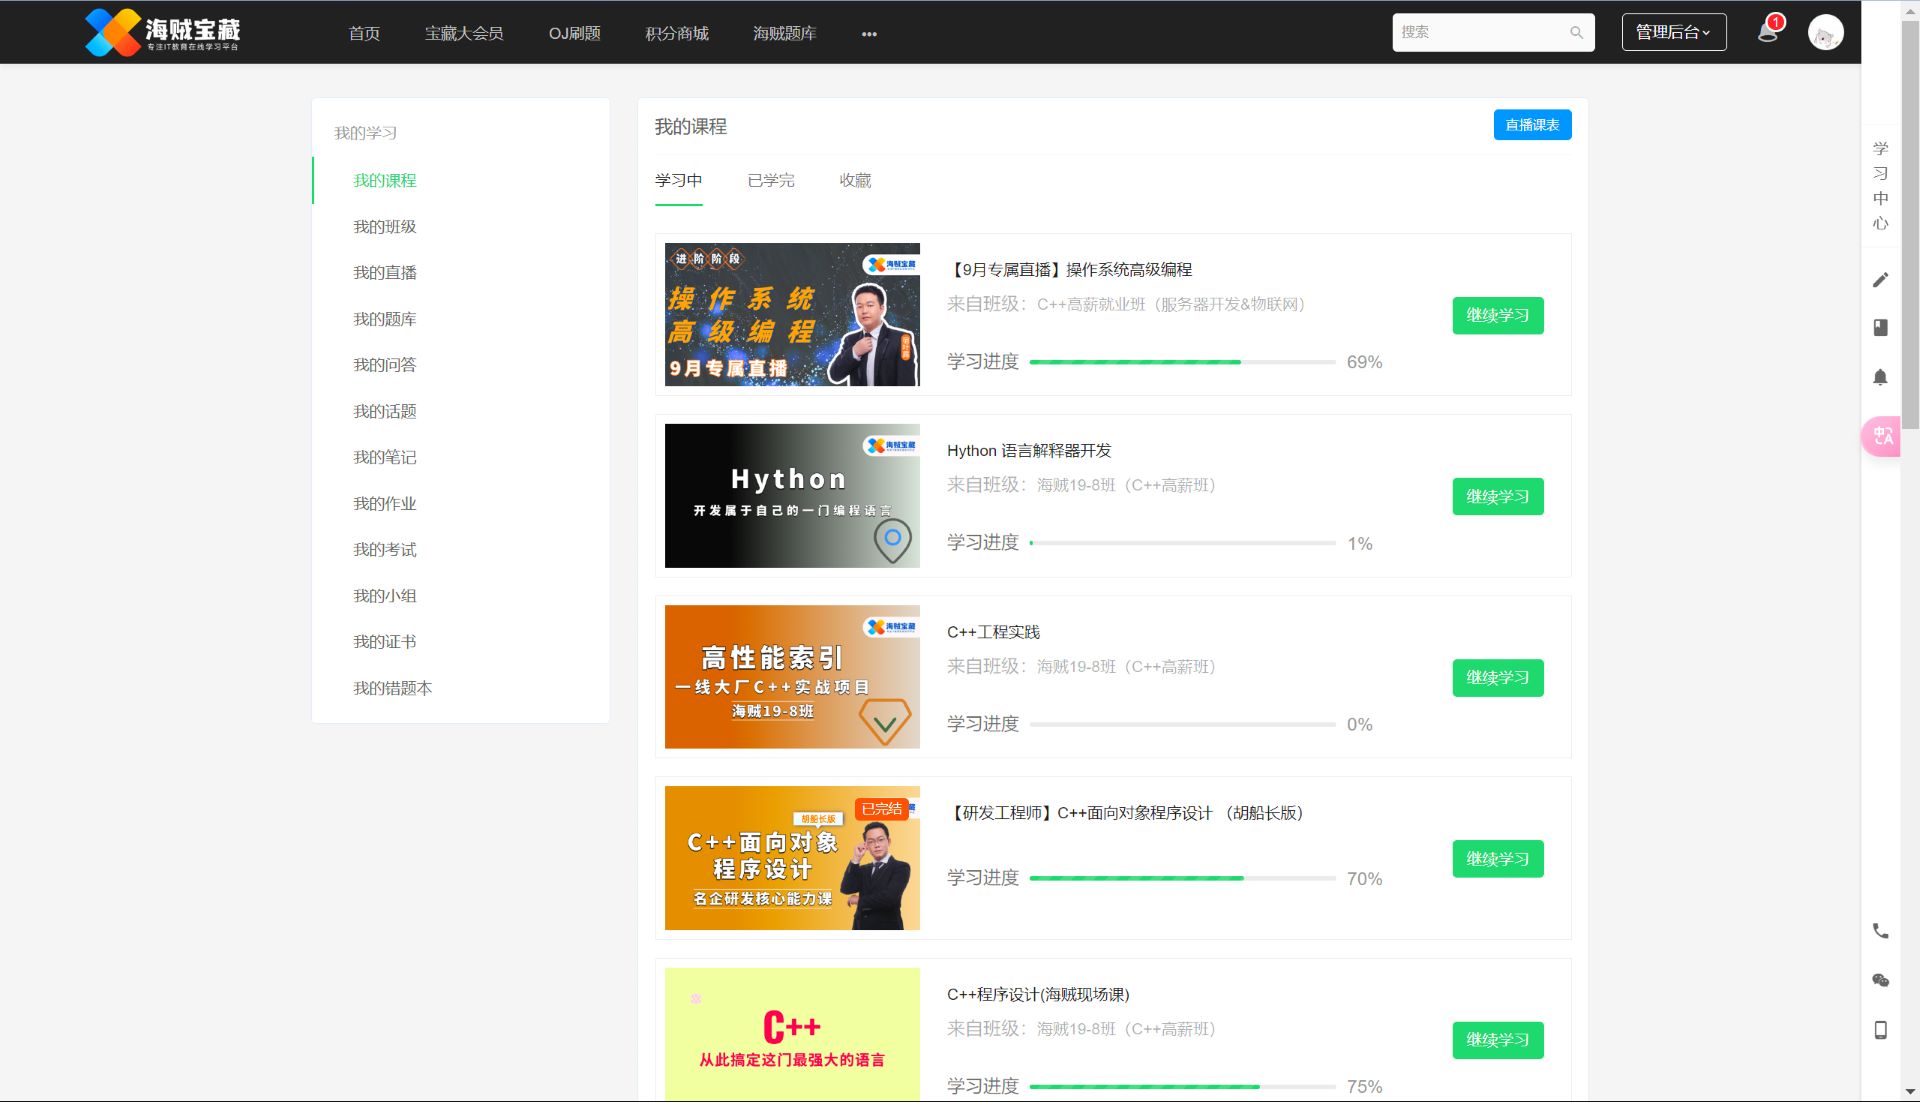 海贼宝藏
专注IT教育在线学习平台
首页
宝藏大会员
OJ刷题
积分商城
海贼题库
•••
搜索
管理后台
1
我的学习
我的课程
我的班级
我的直播
我的题库
我的问答
我的话题
我的笔记
我的作业
我的考试
我的小组
我的证书
我的错题本
我的课程
直播课表
学习中
已学完
收藏
进阶阶段
海贼宝藏
操作系统
高级编程
9月专属直播
【9月专属直播】操作系统高级编程
来自班级：C++高薪就业班（服务器开发&物联网）
学习进度
69%
继续学习
海贼宝藏
Hython
开发属于自己的一门编程语言
Hython 语言解释器开发
来自班级：海贼19-8班（C++高薪班）
学习进度
1%
继续学习
海贼宝藏
高性能索引
一线大厂C++实战项目
海贼19-8班
C++工程实践
来自班级：海贼19-8班（C++高薪班）
学习进度
0%
继续学习
已完结
胡船长版
C++面向对象
程序设计
名企研发核心能力课
【研发工程师】C++面向对象程序设计 （胡船长版）
学习进度
70%
继续学习
C++
从此搞定这门最强大的语言
C++程序设计(海贼现场课)
来自班级：海贼19-8班（C++高薪班）
学习进度
75%
继续学习
学
习
中
心
中A